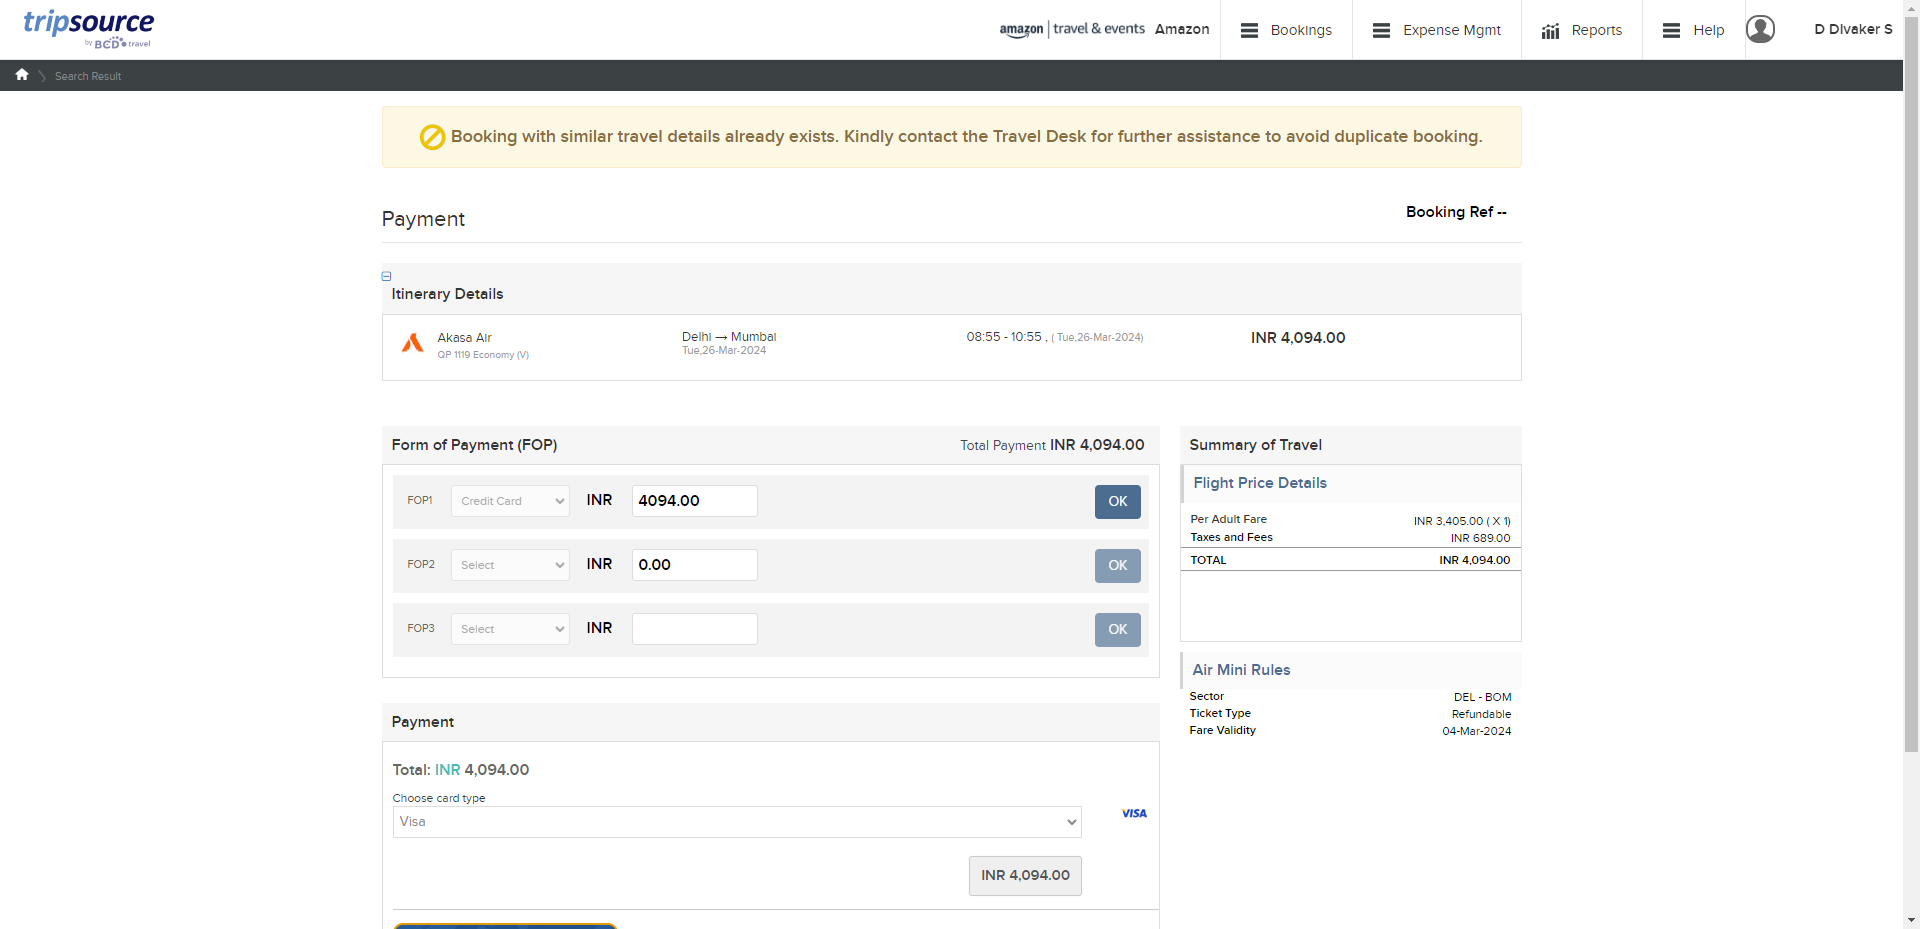 tripsource
by BCD travel
amazon | travel & events Amazon
Bookings
Expense Mgmt
Reports
Help
D DIvaker S
Search Result
Booking with similar travel details already exists. Kindly contact the Travel Desk for further assistance to avoid duplicate booking.
Payment
Booking Ref --
Itinerary Details
Akasa Air
QP 1119 Economy (V)
Delhi → Mumbai
Tue,26-Mar-2024
08:55 - 10:55 , ( Tue,26-Mar-2024)
INR 4,094.00
Form of Payment (FOP)
Total Payment INR 4,094.00
FOP1 Credit Card INR 4094.00 OK
FOP2 Select INR 0.00 OK
FOP3 Select INR OK
Payment
Total: INR 4,094.00
Choose card type
Visa
VISA
INR 4,094.00
Summary of Travel
Flight Price Details
Per Adult Fare INR 3,405.00 ( X 1)
Taxes and Fees INR 689.00
TOTAL INR 4,094.00
Air Mini Rules
Sector DEL - BOM
Ticket Type Refundable
Fare Validity 04-Mar-2024